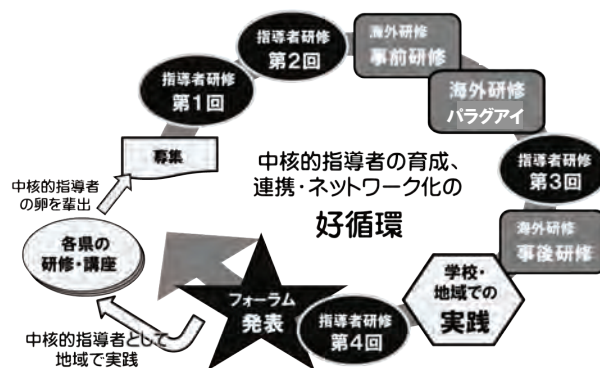 指導者研修
第1回
指導者研修
第2回
海外研修
事前研修
海外研修
パラグアイ
指導者研修
第3回
海外研修
事後研修
学校・
地域での
実践
指導者研修
第4回
フォーラム
発表
中核的指導者として
地域で実践
各県の
研修・講座
中核的指導者
の卵を輩出
募集
中核的指導者の育成、
連携・ネットワーク化の
好循環